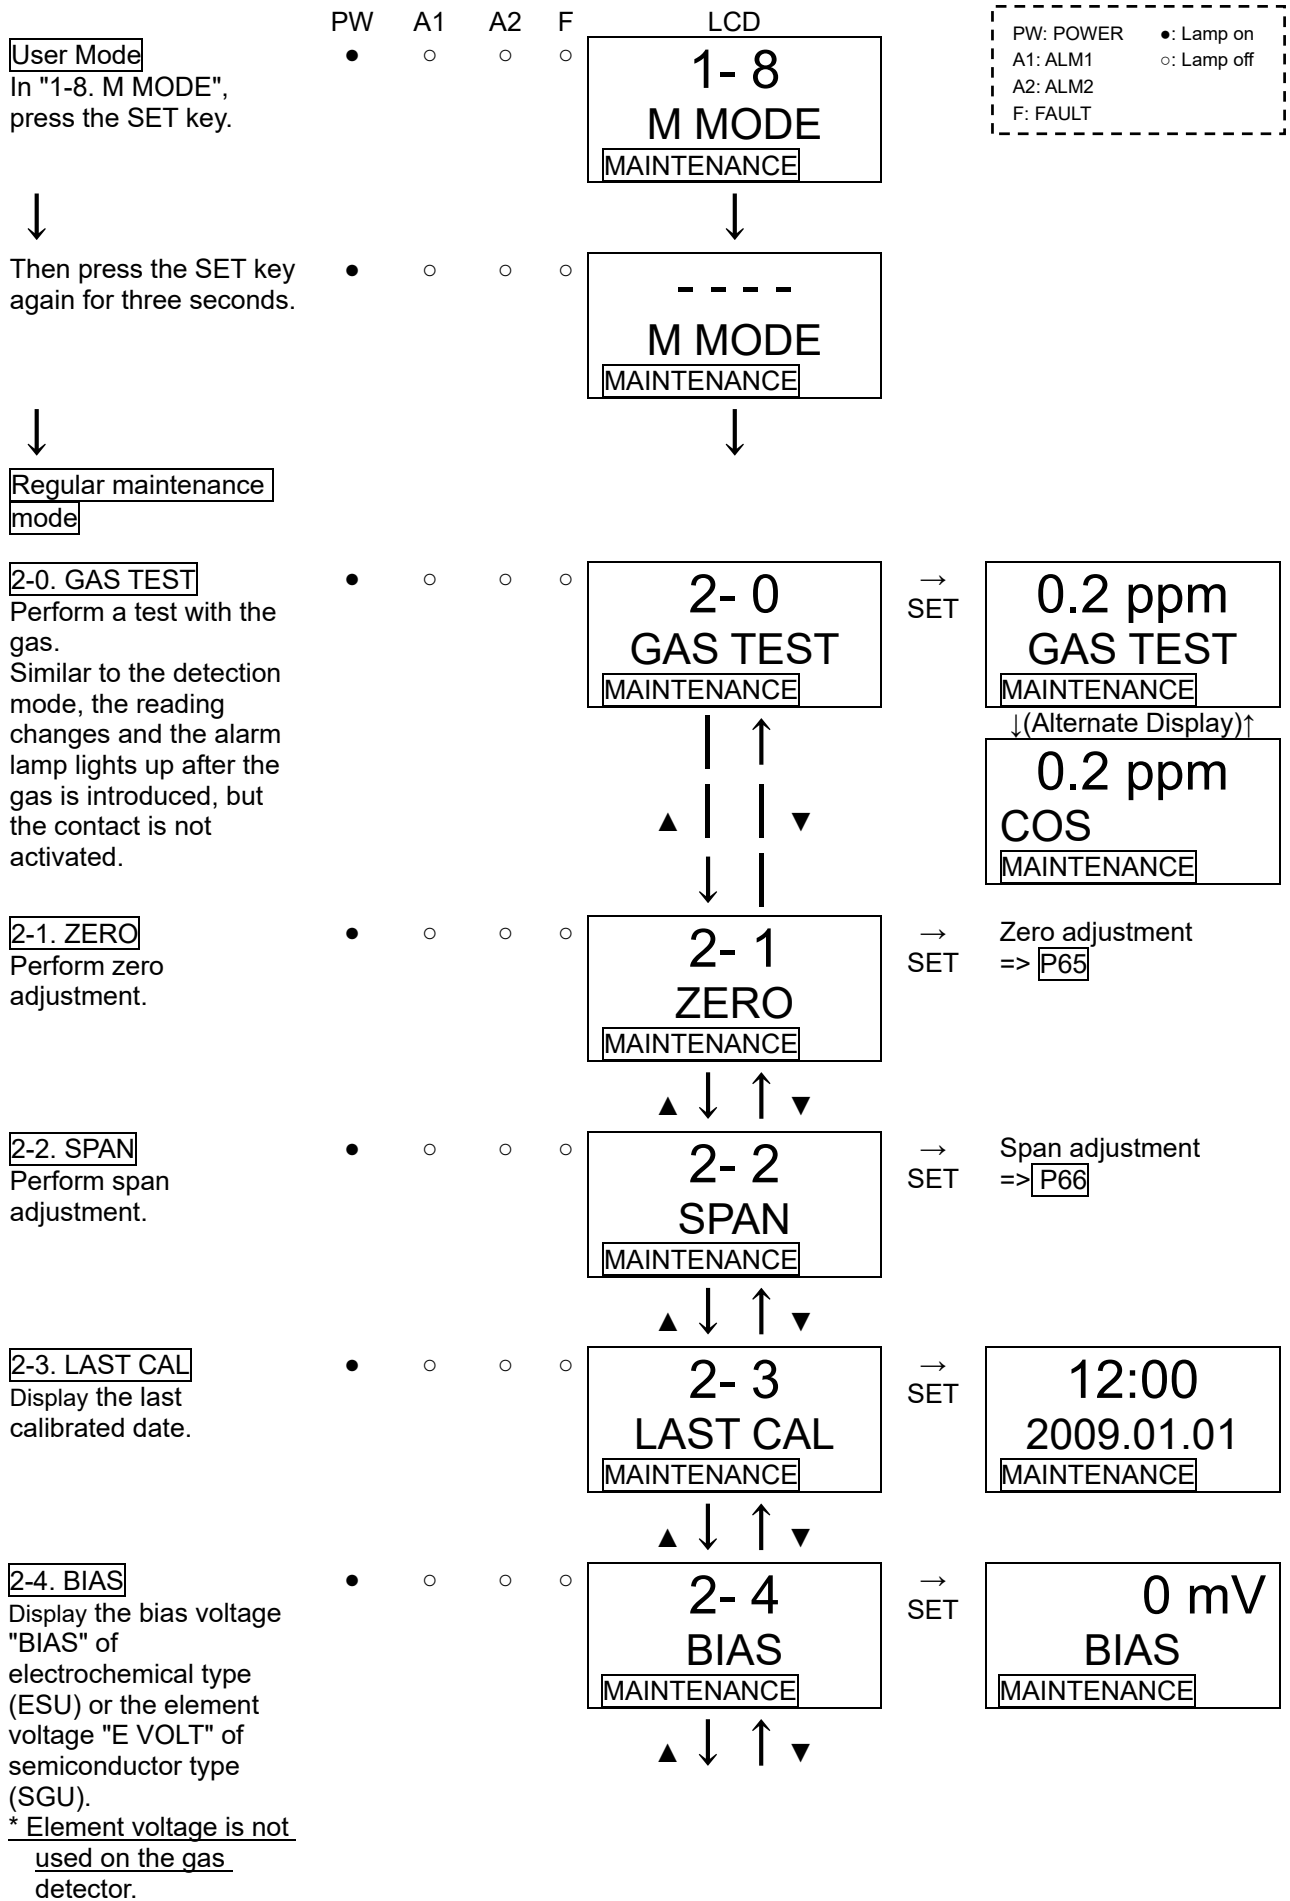 PW A1 A2 F LCD
PW: POWER ●: Lamp on
A1: ALM1 ○: Lamp off
A2: ALM2
F: FAULT
User Mode ● ○ ○ ○
In "1-8. M MODE",
press the SET key.
1- 8
M MODE
MAINTENANCE
↓ ↓
Then press the SET key ● ○ ○ ○
again for three seconds.
- - - -
M MODE
MAINTENANCE
↓ ↓
Regular maintenance
mode
2-0. GAS TEST ● ○ ○ ○
Perform a test with the
gas.
Similar to the detection
mode, the reading
changes and the alarm
lamp lights up after the
gas is introduced, but
the contact is not
activated.
2- 0
GAS TEST
MAINTENANCE
→
SET
0.2 ppm
GAS TEST
MAINTENANCE
↓(Alternate Display)↑
0.2 ppm
COS
MAINTENANCE
▲ ↓ ↑ ▼
2-1. ZERO ● ○ ○ ○
Perform zero
adjustment.
2- 1
ZERO
MAINTENANCE
→
SET
Zero adjustment
=> P65
▲ ↓ ↑ ▼
2-2. SPAN ● ○ ○ ○
Perform span
adjustment.
2- 2
SPAN
MAINTENANCE
→
SET
Span adjustment
=> P66
▲ ↓ ↑ ▼
2-3. LAST CAL ● ○ ○ ○
Display the last
calibrated date.
2- 3
LAST CAL
MAINTENANCE
→
SET
12:00
2009.01.01
MAINTENANCE
▲ ↓ ↑ ▼
2-4. BIAS ● ○ ○ ○
Display the bias voltage
"BIAS" of
electrochemical type
(ESU) or the element
voltage "E VOLT" of
semiconductor type
(SGU).
* Element voltage is not
used on the gas
detector.
2- 4
BIAS
MAINTENANCE
→
SET
0 mV
BIAS
MAINTENANCE
▲ ↓ ↑ ▼